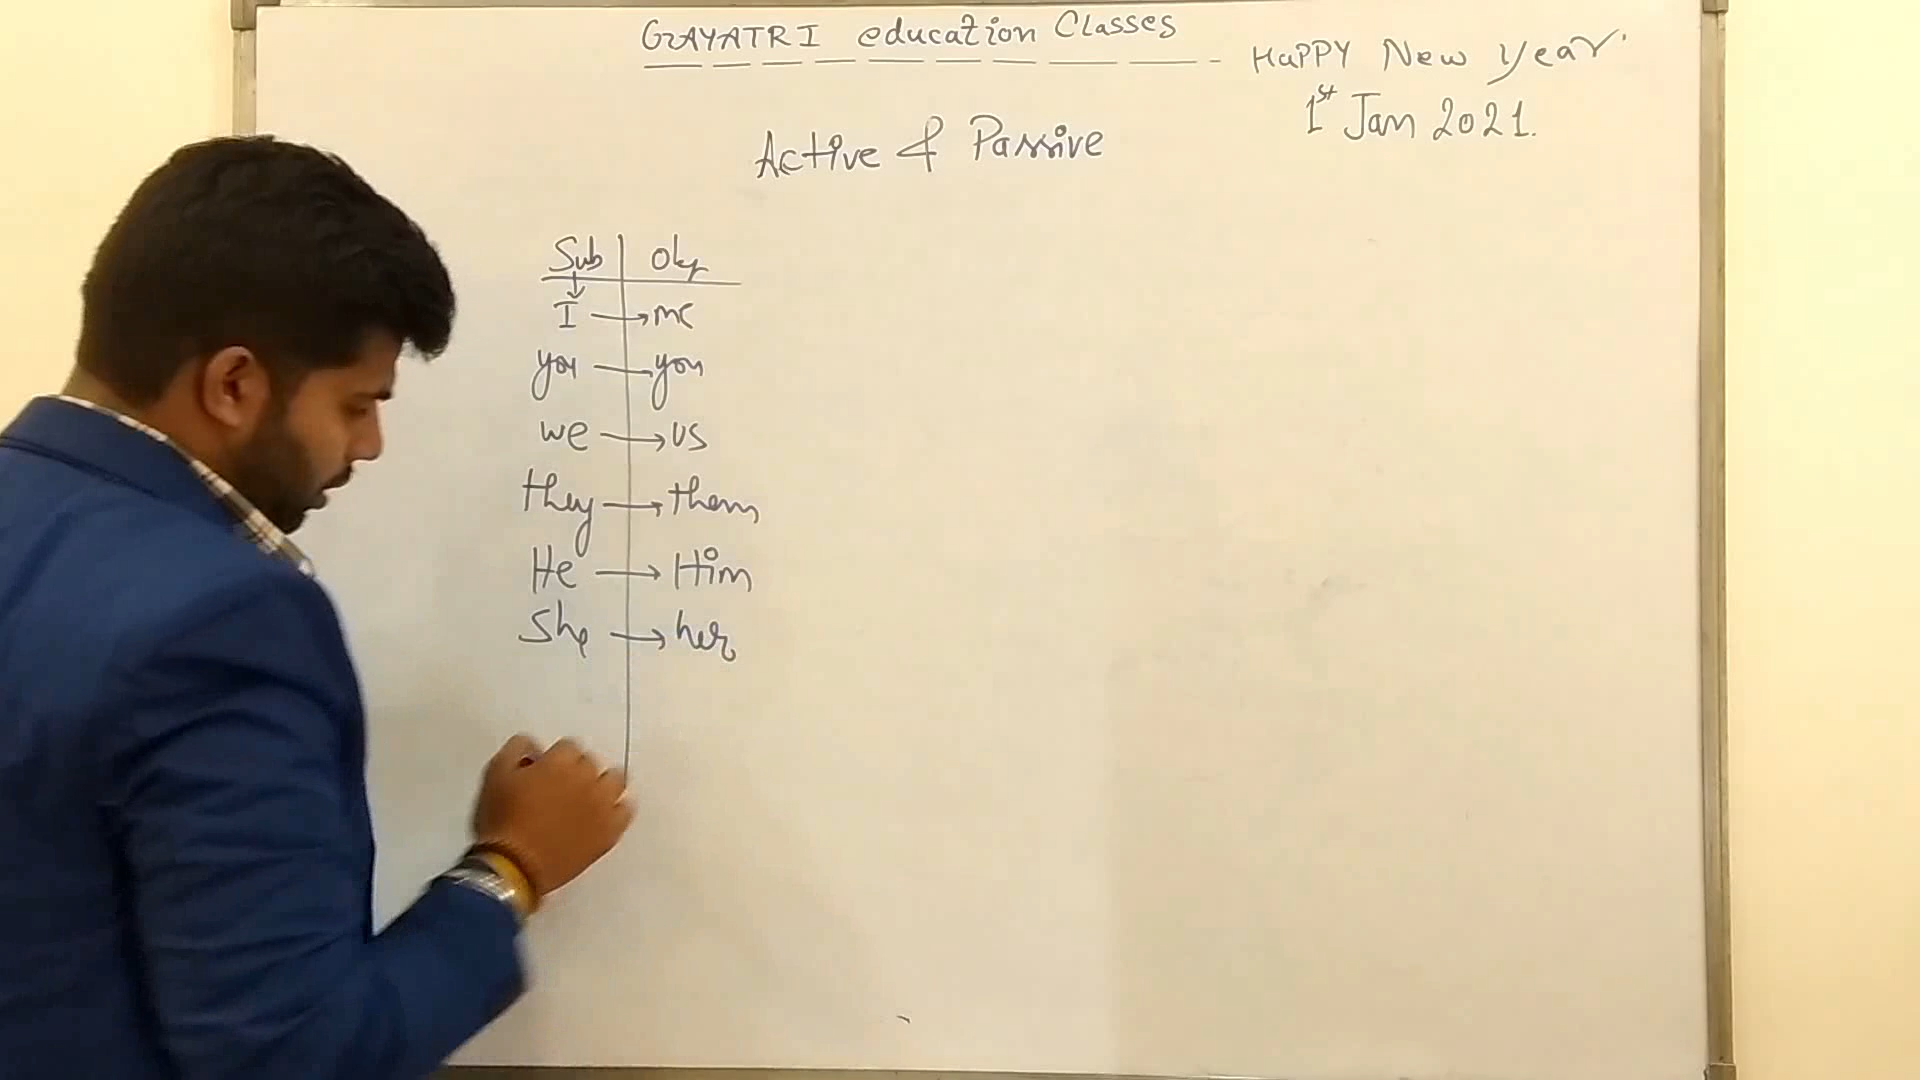 GAYATRI education Classes
HaPPY New Year
1st Jan 2021.
Active & Passive
Sub Obj
I → me
you — you
we → us
they → them
He → Him
She → her